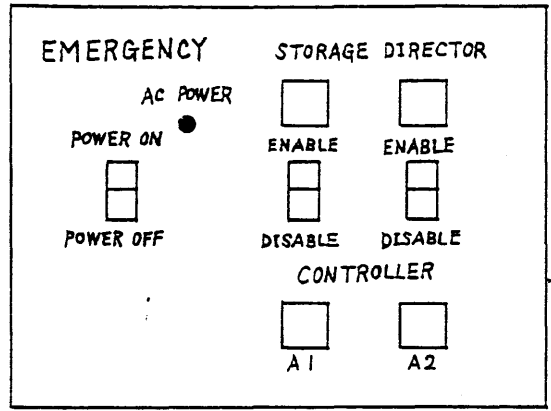 EMERGENCY
STORAGE DIRECTOR
AC POWER
POWER ON
ENABLE ENABLE
POWER OFF
DISABLE DISABLE
CONTROLLER
A1 A2